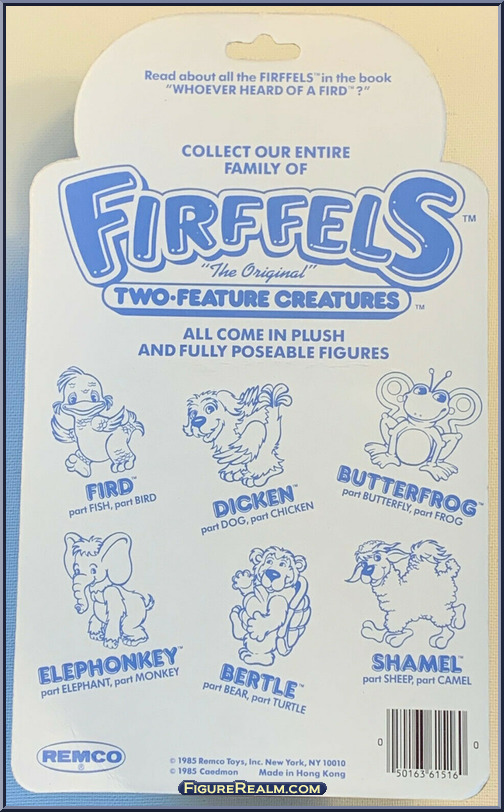 Read about all the FIRFFELS™ in the book
"WHOEVER HEARD OF A FIRD™?"
COLLECT OUR ENTIRE
FAMILY OF
FIRFFELS™
"The Original"
TWO-FEATURE CREATURES™
ALL COME IN PLUSH
AND FULLY POSEABLE FIGURES
FIRD™
part FISH, part BIRD
DICKEN™
part DOG, part CHICKEN
BUTTERFROG™
part BUTTERFLY, part FROG
ELEPHONKEY™
part ELEPHANT, part MONKEY
BERTLE™
part BEAR, part TURTLE
SHAMEL™
part SHEEP, part CAMEL
REMCO®
© 1985 Remco Toys, Inc. New York, NY 10010
© 1985 Caedman Made in Hong Kong
0 50163 61516 0
FIGUREREALM.COM